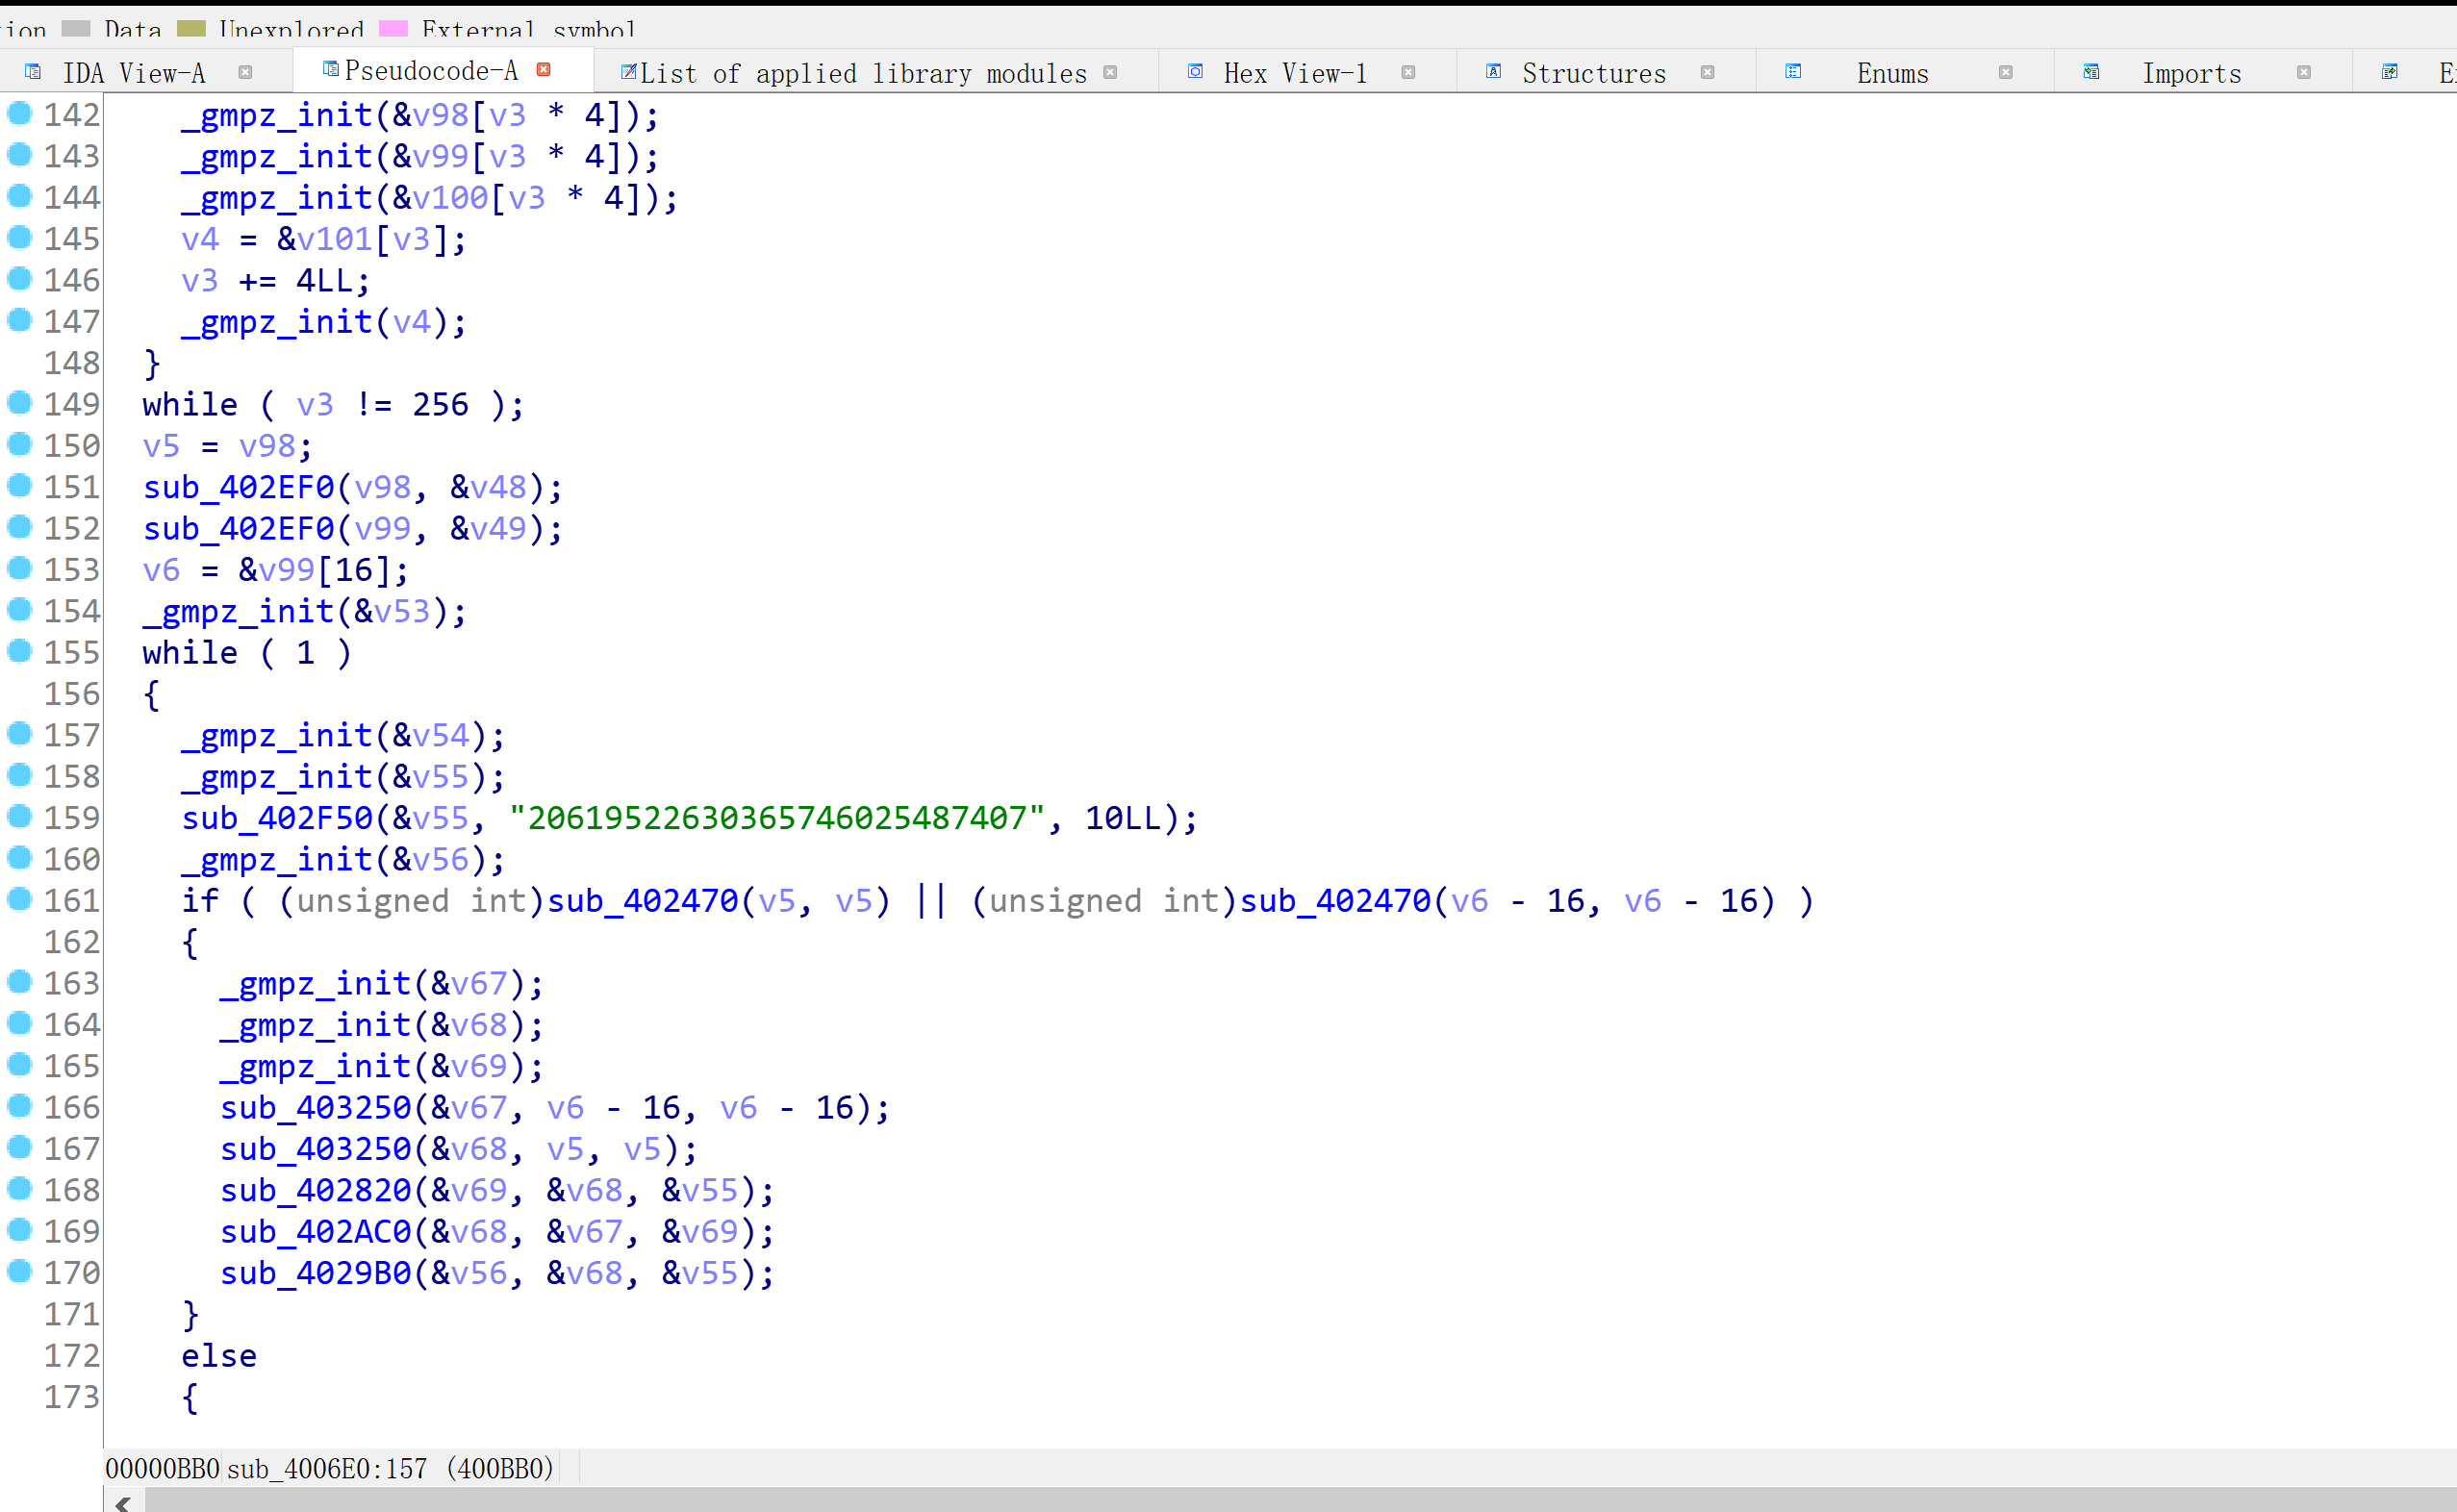 ion Data Unexplored External symbol
IDA View-A Pseudocode-A List of applied library modules Hex View-1 Structures Enums Imports
142 _gmpz_init(&v98[v3 * 4]);
143 _gmpz_init(&v99[v3 * 4]);
144 _gmpz_init(&v100[v3 * 4]);
145 v4 = &v101[v3];
146 v3 += 4LL;
147 _gmpz_init(v4);
148 }
149 while ( v3 != 256 );
150 v5 = v98;
151 sub_402EF0(v98, &v48);
152 sub_402EF0(v99, &v49);
153 v6 = &v99[16];
154 _gmpz_init(&v53);
155 while ( 1 )
156 {
157 _gmpz_init(&v54);
158 _gmpz_init(&v55);
159 sub_402F50(&v55, "2061952263036574602548​7407", 10LL);
160 _gmpz_init(&v56);
161 if ( (unsigned int)sub_402470(v5, v5) || (unsigned int)sub_402470(v6 - 16, v6 - 16) )
162 {
163 _gmpz_init(&v67);
164 _gmpz_init(&v68);
165 _gmpz_init(&v69);
166 sub_403250(&v67, v6 - 16, v6 - 16);
167 sub_403250(&v68, v5, v5);
168 sub_402820(&v69, &v68, &v55);
169 sub_402AC0(&v68, &v67, &v69);
170 sub_4029B0(&v56, &v68, &v55);
171 }
172 else
173 {
00000BB0 sub_4006E0:157 (400BB0)